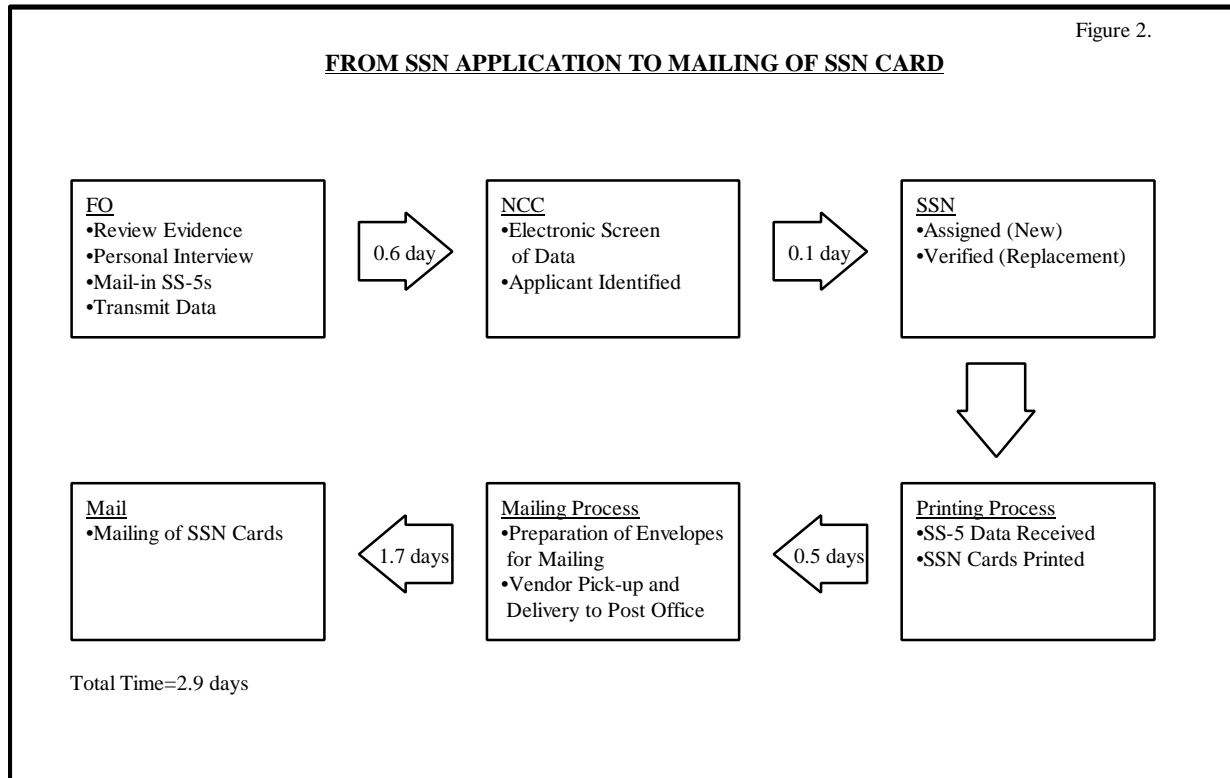 Figure 2.
FROM SSN APPLICATION TO MAILING OF SSN CARD
FO
•Review Evidence
•Personal Interview
•Mail-in SS-5s
•Transmit Data
0.6 day
NCC
•Electronic Screen
of Data
•Applicant Identified
0.1 day
SSN
•Assigned (New)
•Verified (Replacement)
Printing Process
•SS-5 Data Received
•SSN Cards Printed
0.5 days
Mailing Process
•Preparation of Envelopes
for Mailing
•Vendor Pick-up and
Delivery to Post Office
1.7 days
Mail
•Mailing of SSN Cards
Total Time=2.9 days